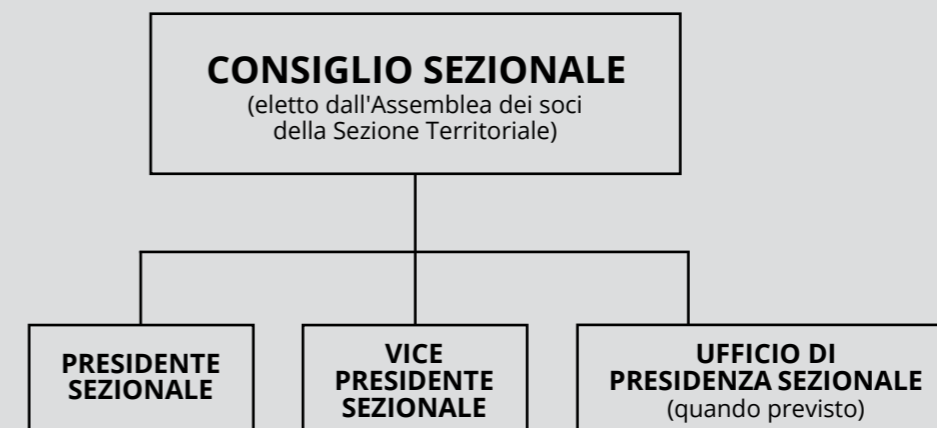 CONSIGLIO SEZIONALE
(eletto dall'Assemblea dei soci
della Sezione Territoriale)
PRESIDENTE
SEZIONALE
VICE
PRESIDENTE
SEZIONALE
UFFICIO DI
PRESIDENZA SEZIONALE
(quando previsto)